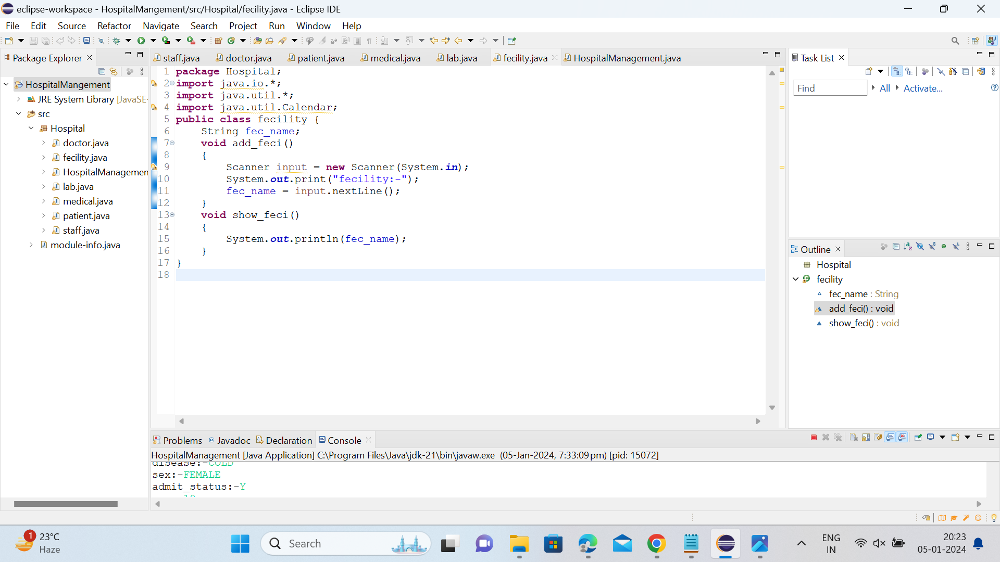 eclipse-workspace - HospitalMangement/src/Hospital/fecility.java - Eclipse IDE
File Edit Source Refactor Navigate Search Project Run Window Help
Package Explorer
HospitalMangement
JRE System Library [JavaSE-
src
Hospital
doctor.java
fecility.java
HospitalManagemen
lab.java
medical.java
patient.java
staff.java
module-info.java
staff.java doctor.java patient.java medical.java lab.java fecility.java HospitalManagement.java
1 package Hospital;
2 import java.io.*;
3 import java.util.*;
4 import java.util.Calendar;
5 public class fecility {
6 String fec_name;
7 void add_feci()
8 {
9 Scanner input = new Scanner(System.in);
10 System.out.print("fecility:-");
11 fec_name = input.nextLine();
12 }
13 void show_feci()
14 {
15 System.out.println(fec_name);
16 }
17 }
18
Task List
Find All Activate...
Outline
Hospital
fecility
fec_name : String
add_feci() : void
show_feci() : void
Problems Javadoc Declaration Console
HospitalManagement [Java Application] C:\Program Files\Java\jdk-21\bin\javaw.exe (05-Jan-2024, 7:33:09 pm) [pid: 15072]
disease:-COLD
sex:-FEMALE
admit_status:-Y
1
23°C
Haze
Search
ENG
IN
20:23
05-01-2024